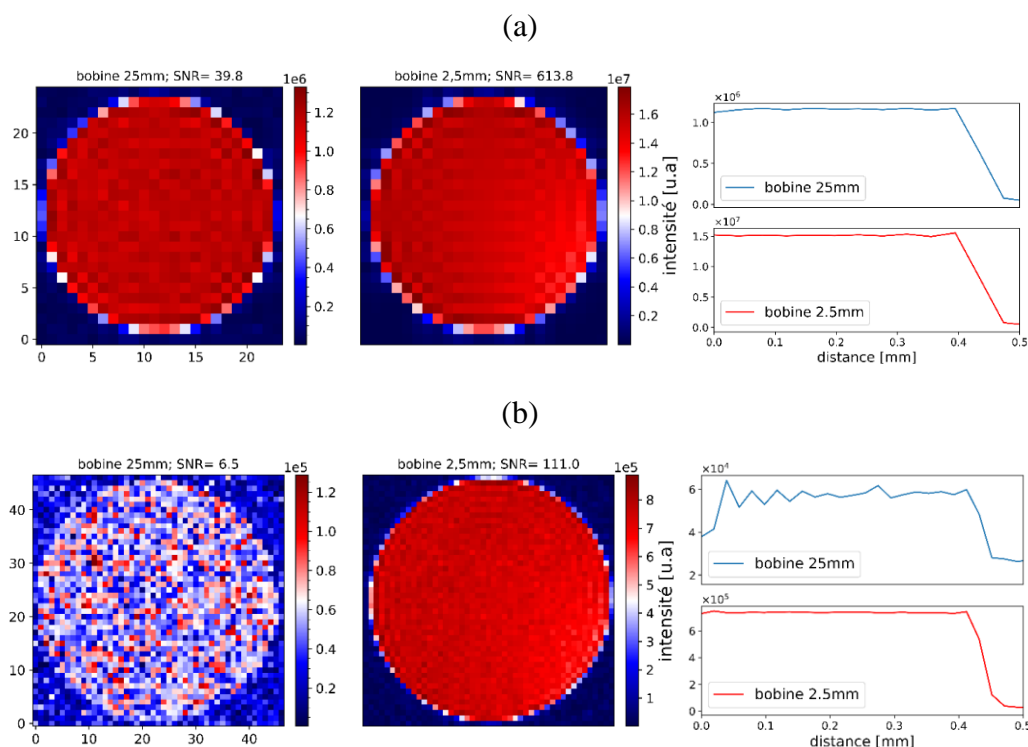 (a)
bobine 25mm; SNR= 39.8
1e6
20
15
10
5
0
0 5 10 15 20
1.2
1.0
0.8
0.6
0.4
0.2
bobine 2,5mm; SNR= 613.8
1e7
1.6
1.4
1.2
1.0
0.8
0.6
0.4
0.2
intensité [u.a]
×10⁶
1.0
0.5
0.0
bobine 25mm
×10⁷
1.5
1.0
0.5
0.0
bobine 2.5mm
0.0 0.1 0.2 0.3 0.4 0.5
distance [mm]
(b)
bobine 25mm; SNR= 6.5
1e5
40
30
20
10
0
0 10 20 30 40
1.2
1.0
0.8
0.6
0.4
0.2
bobine 2,5mm; SNR= 111.0
1e5
8
7
6
5
4
3
2
1
intensité [u.a]
×10⁴
6
4
2
bobine 25mm
×10⁵
6
4
2
0
bobine 2.5mm
0.0 0.1 0.2 0.3 0.4 0.5
distance [mm]